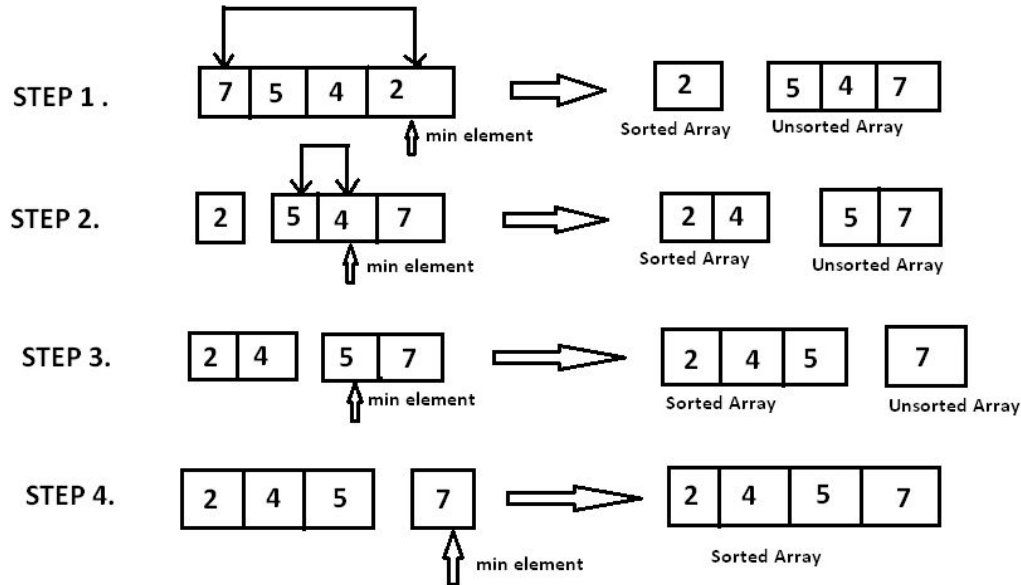 STEP 1 .
7 5 4 2
min element
2
Sorted Array
5 4 7
Unsorted Array
STEP 2.
2
5 4 7
min element
2 4
Sorted Array
5 7
Unsorted Array
STEP 3.
2 4
5 7
min element
2 4 5
Sorted Array
7
Unsorted Array
STEP 4.
2 4 5
7
min element
2 4 5 7
Sorted Array